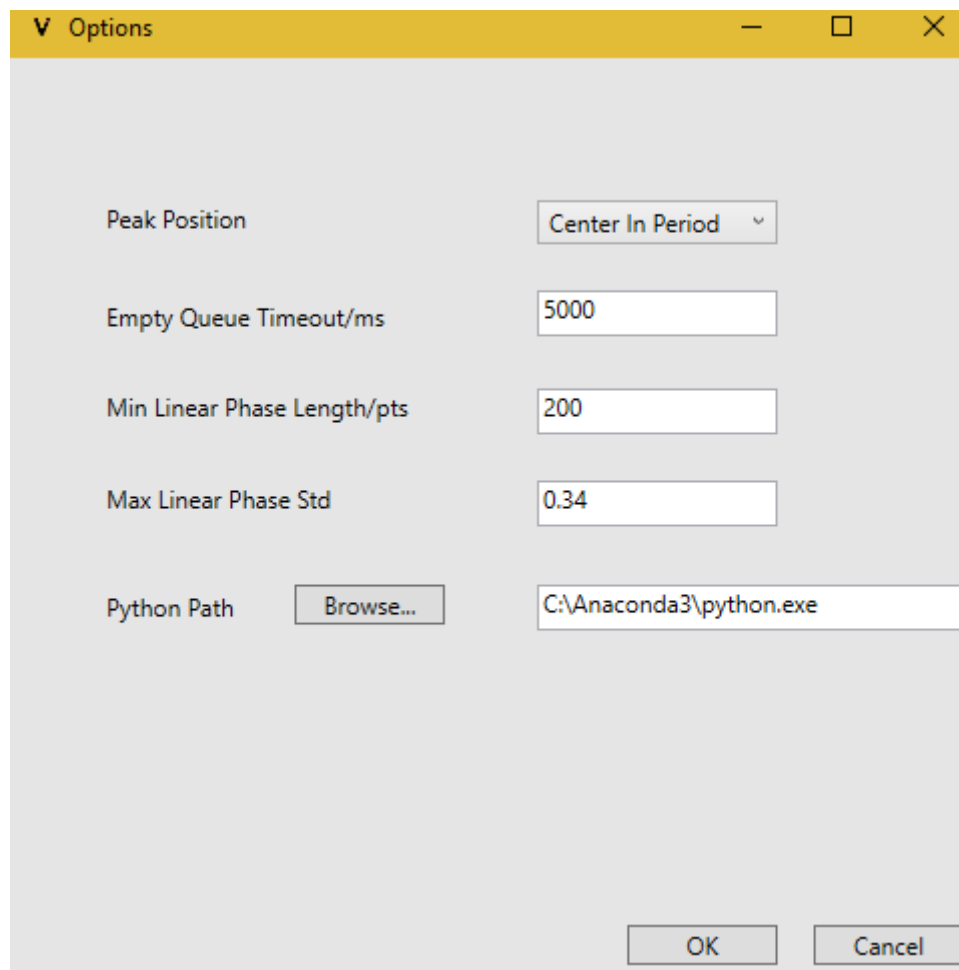 V Options
Peak Position Center In Period
Empty Queue Timeout/ms 5000
Min Linear Phase Length/pts 200
Max Linear Phase Std 0.34
Python Path Browse... C:\Anaconda3\python.exe
OK Cancel